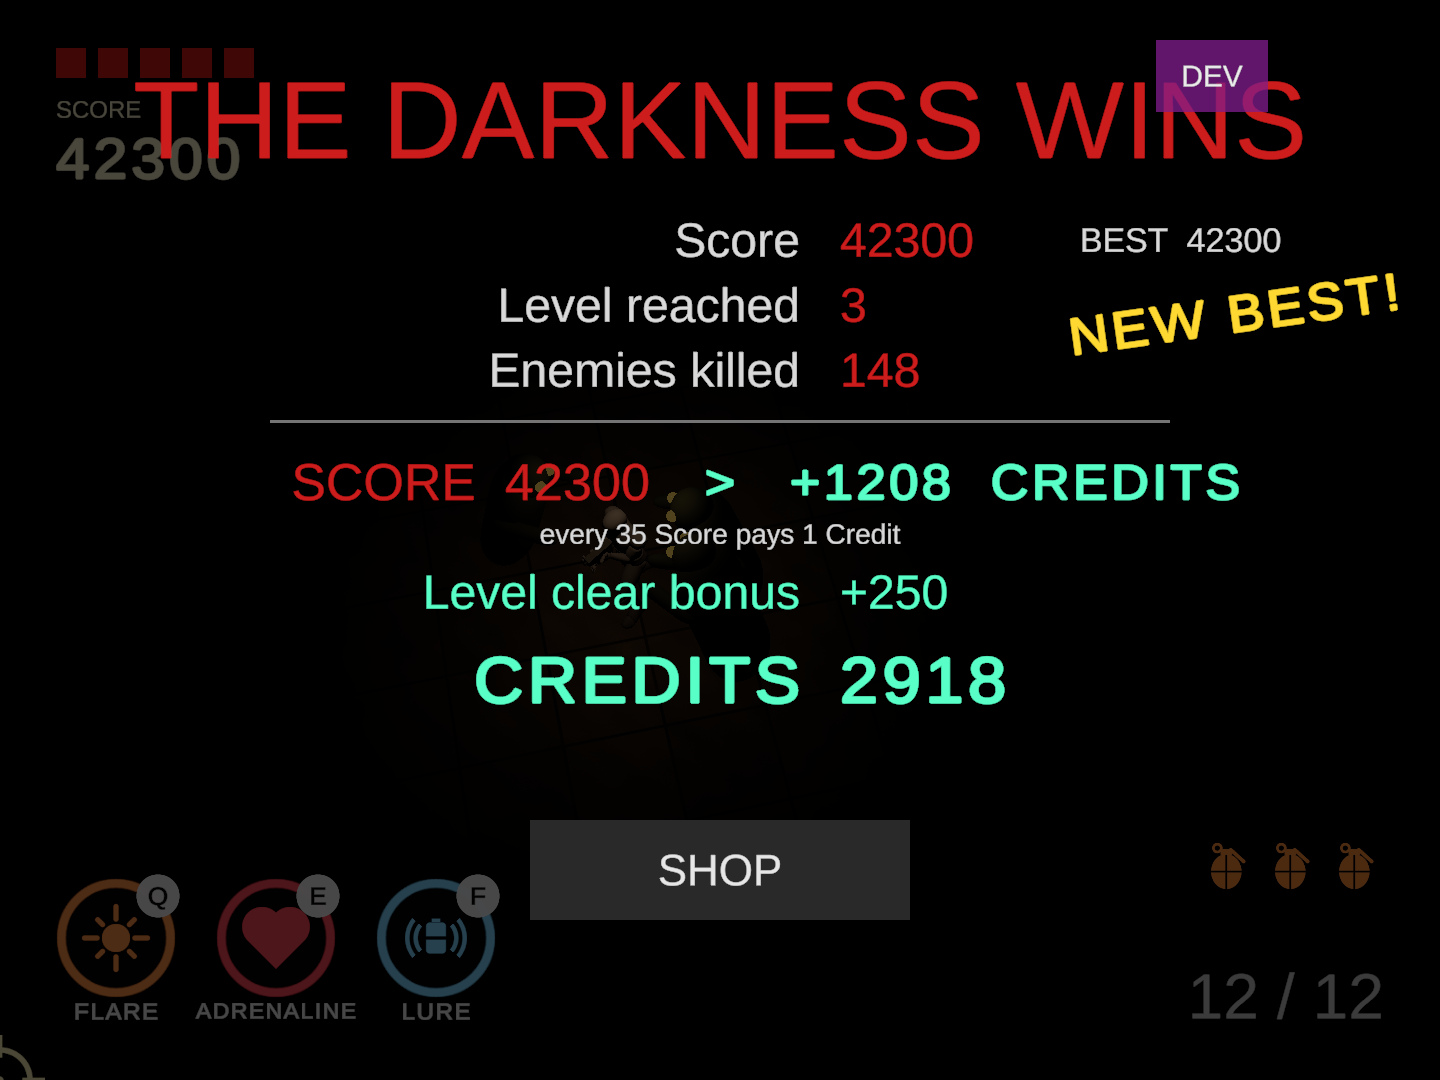 DEV
THE DARKNESS WINS
SCORE
42300
Score 42300 BEST 42300
Level reached 3
NEW BEST!
Enemies killed 148
SCORE 42300 > +1208 CREDITS
every 35 Score pays 1 Credit
Level clear bonus +250
CREDITS 2918
SHOP
Q E F
FLARE ADRENALINE LURE
12 / 12